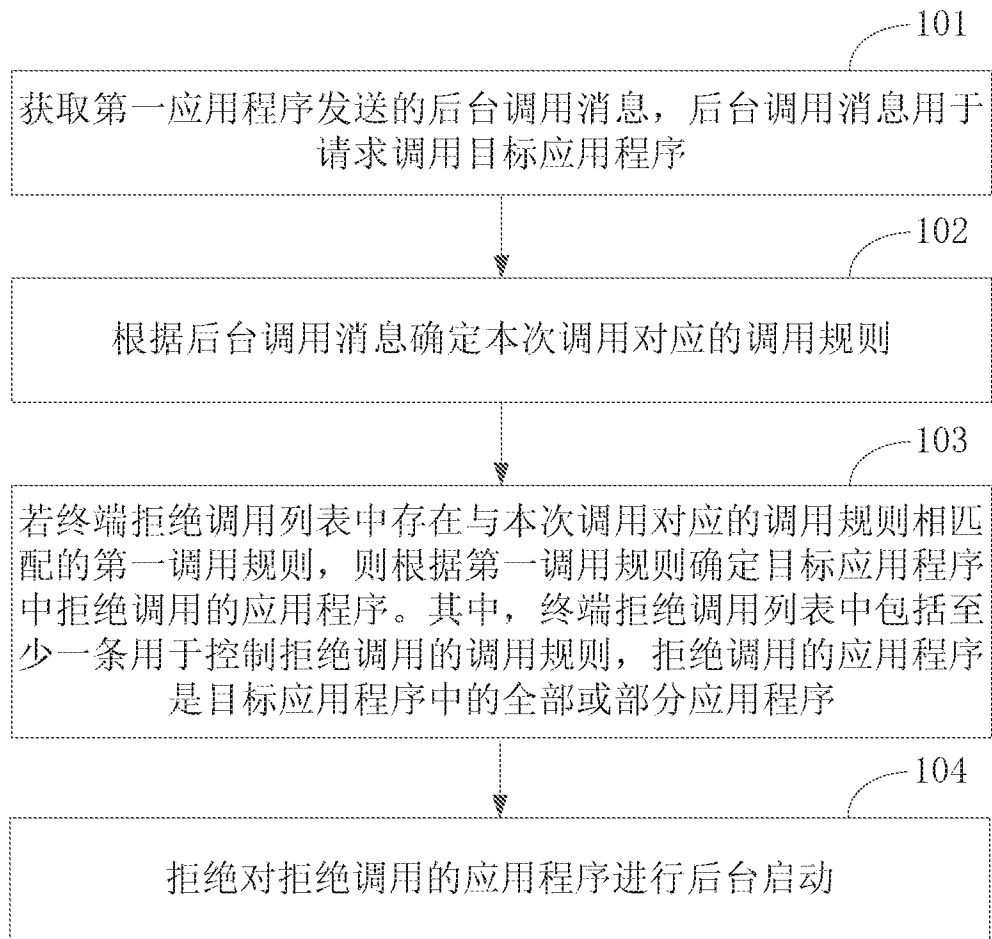 101
获取第一应用程序发送的后台调用消息，后台调用消息用于
请求调用目标应用程序
102
根据后台调用消息确定本次调用对应的调用规则
103
若终端拒绝调用列表中存在与本次调用对应的调用规则相匹
配的第一调用规则，则根据第一调用规则确定目标应用程序
中拒绝调用的应用程序。其中，终端拒绝调用列表中包括至
少一条用于控制拒绝调用的调用规则，拒绝调用的应用程序
是目标应用程序中的全部或部分应用程序
104
拒绝对拒绝调用的应用程序进行后台启动